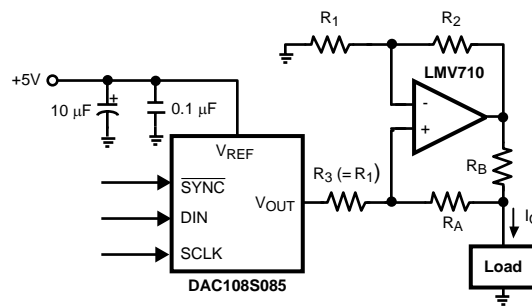 R1
R2
LMV710
+5V
+
10 μF
0.1 μF
-
+
VREF
RB
SYNC
R3 (= R1)
VOUT
DIN
RA
SCLK
Load
DAC108S085